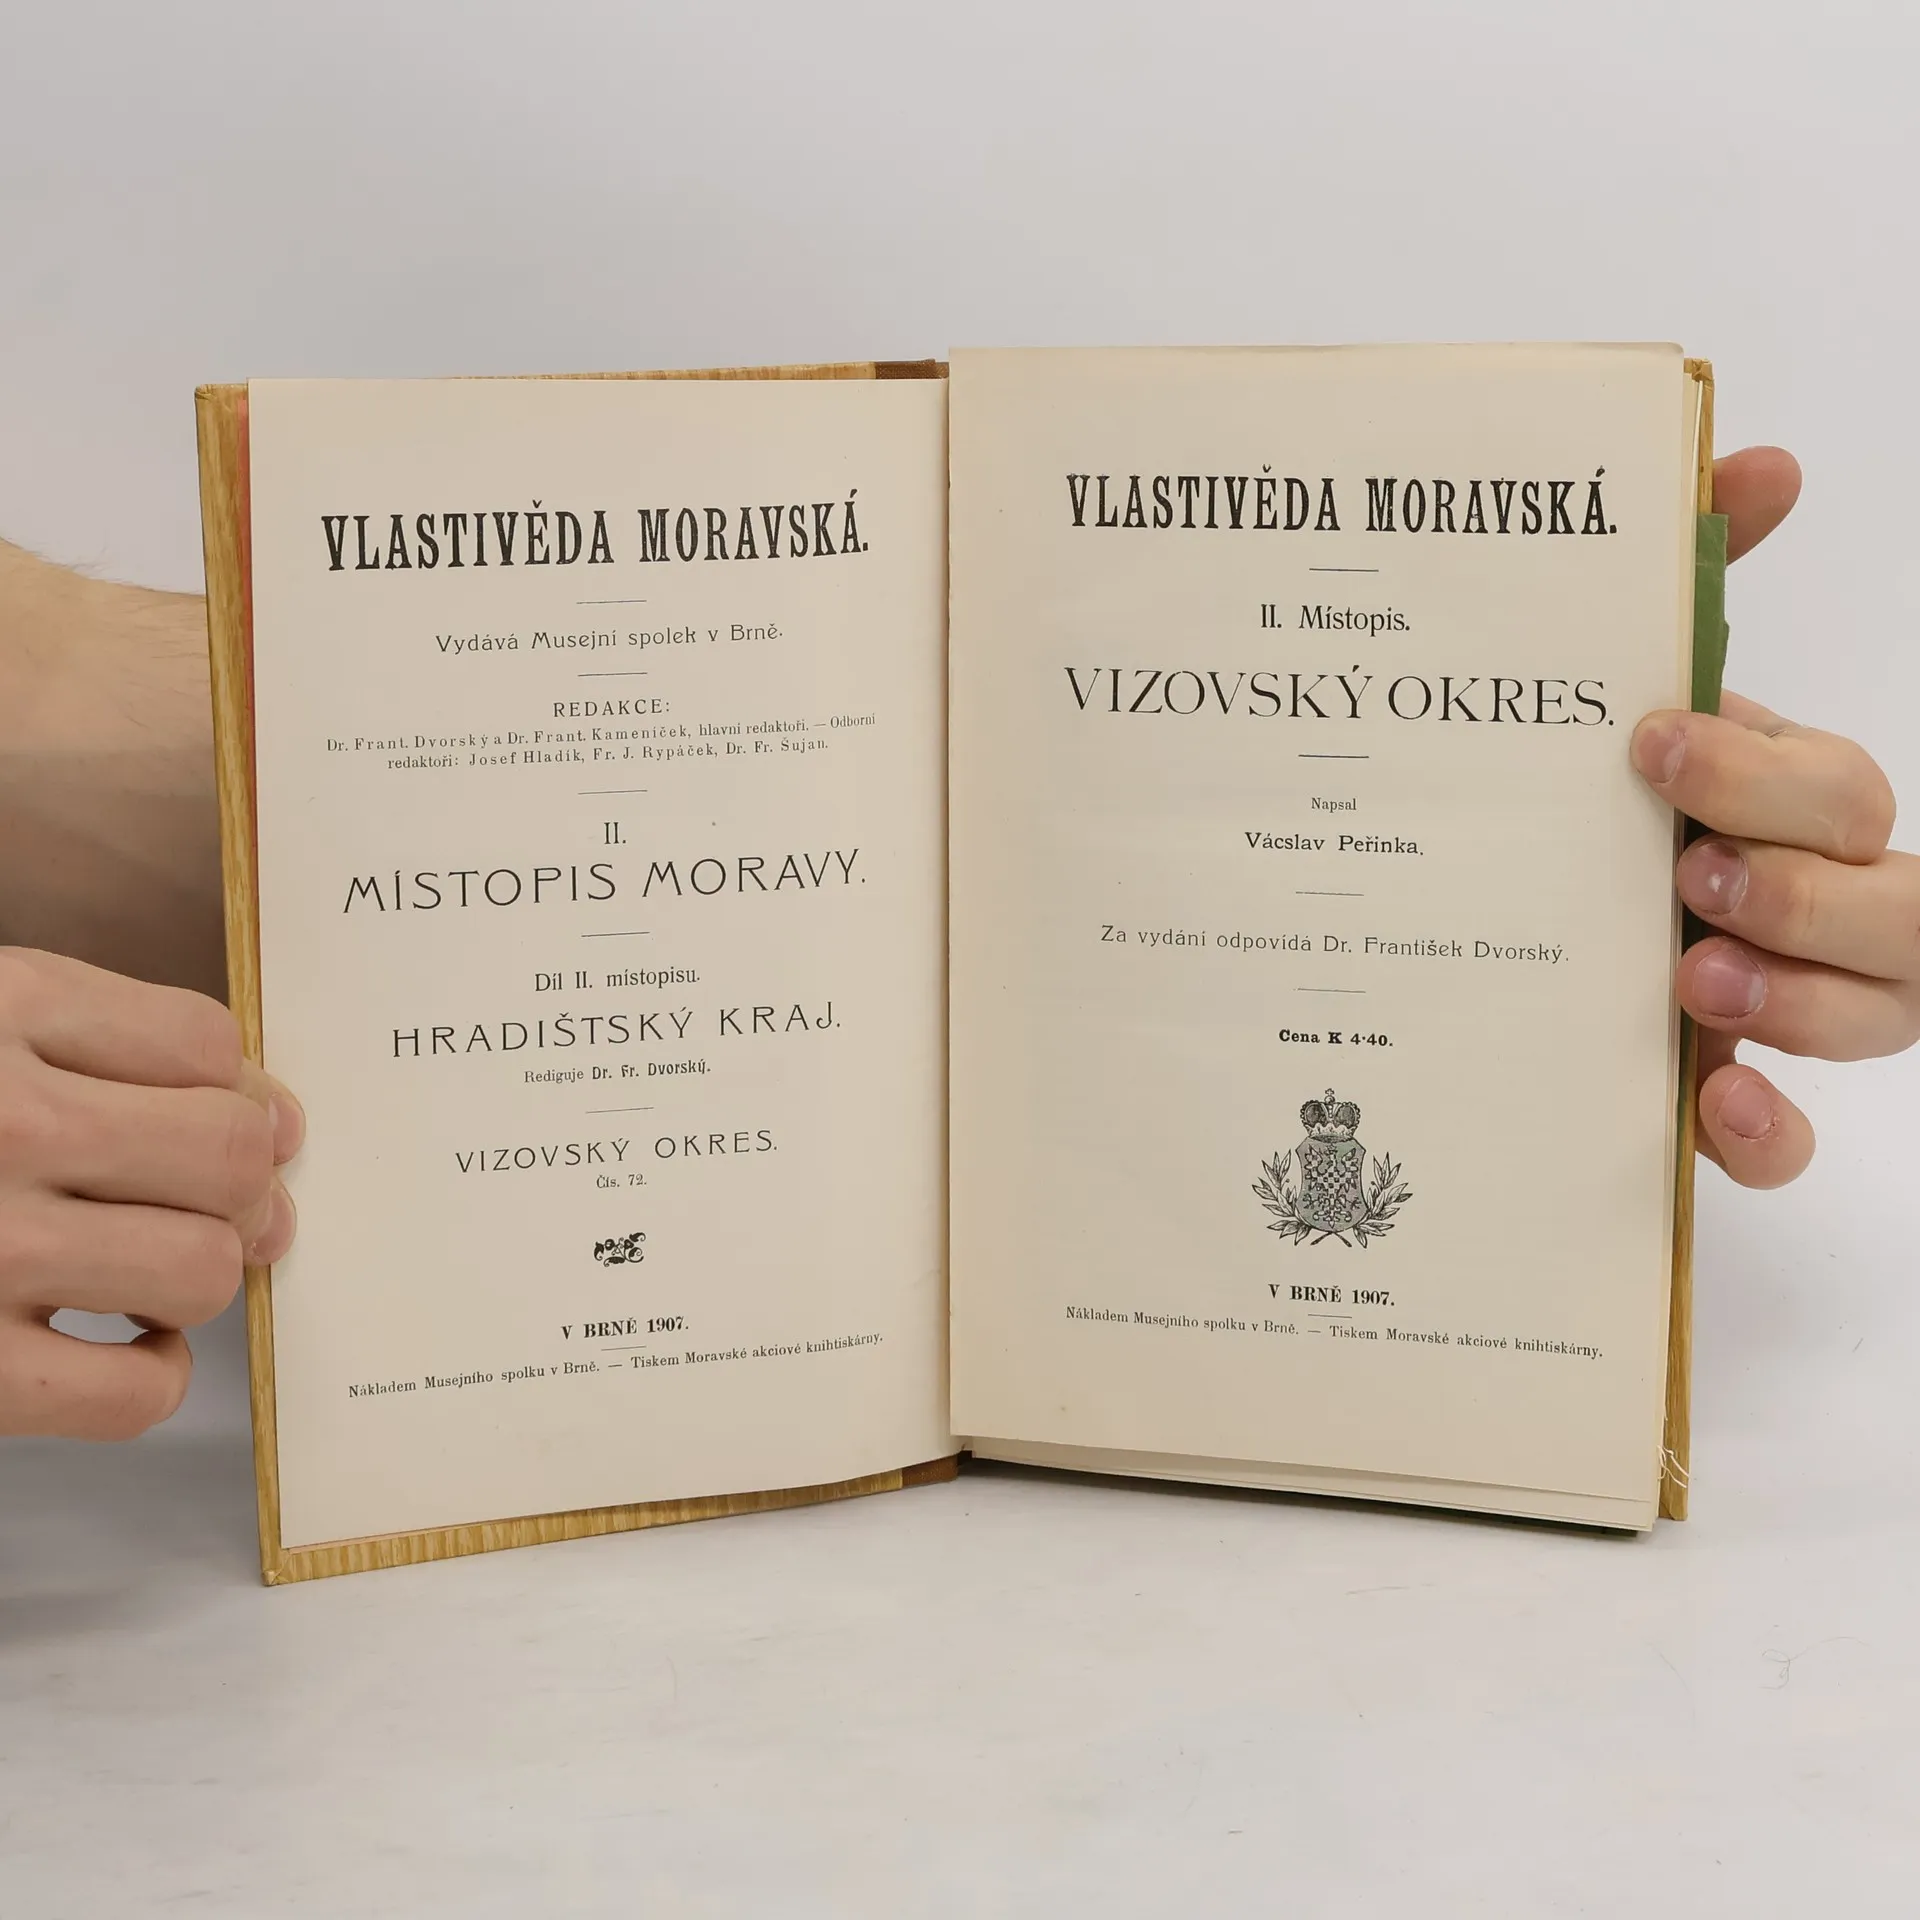 VLASTIVĚDA MORAVSKÁ.
Vydává Musejní spolek v Brně.
REDAKCE:
Dr. Frant. Dvorský a Dr. Frant. Kameníček, hlavní redaktoři. — Odborní
redaktoři: Josef Hladík, Fr. J. Rypáček, Dr. Fr. Šujan.
II.
MÍSTOPIS MORAVY.
Díl II. místopisu.
HRADIŠTSKÝ KRAJ.
Rediguje Dr. Fr. Dvorský.
VIZOVSKÝ OKRES.
Čís. 72.
V BRNĚ 1907.
Nákladem Musejního spolku v Brně. — Tiskem Moravské akciové knihtiskárny.
VLASTIVĚDA MORAVSKÁ.
II. Místopis.
VIZOVSKÝ OKRES.
Napsal
Vácslav Peřinka.
Za vydání odpovídá Dr. František Dvorský.
Cena K 4·40.
V BRNĚ 1907.
Nákladem Musejního spolku v Brně. — Tiskem Moravské akciové knihtiskárny.